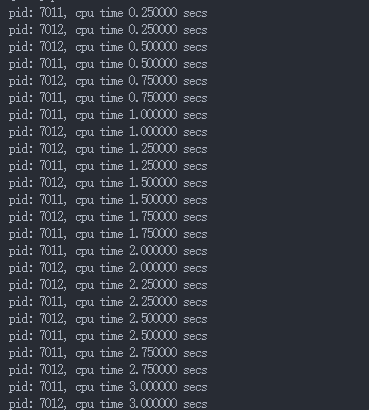 pid: 7011, cpu time 0.250000 secs
pid: 7012, cpu time 0.250000 secs
pid: 7012, cpu time 0.500000 secs
pid: 7011, cpu time 0.500000 secs
pid: 7012, cpu time 0.750000 secs
pid: 7011, cpu time 0.750000 secs
pid: 7011, cpu time 1.000000 secs
pid: 7012, cpu time 1.000000 secs
pid: 7012, cpu time 1.250000 secs
pid: 7011, cpu time 1.250000 secs
pid: 7012, cpu time 1.500000 secs
pid: 7011, cpu time 1.500000 secs
pid: 7012, cpu time 1.750000 secs
pid: 7011, cpu time 1.750000 secs
pid: 7011, cpu time 2.000000 secs
pid: 7012, cpu time 2.000000 secs
pid: 7012, cpu time 2.250000 secs
pid: 7011, cpu time 2.250000 secs
pid: 7012, cpu time 2.500000 secs
pid: 7011, cpu time 2.500000 secs
pid: 7011, cpu time 2.750000 secs
pid: 7012, cpu time 2.750000 secs
pid: 7011, cpu time 3.000000 secs
pid: 7012, cpu time 3.000000 secs